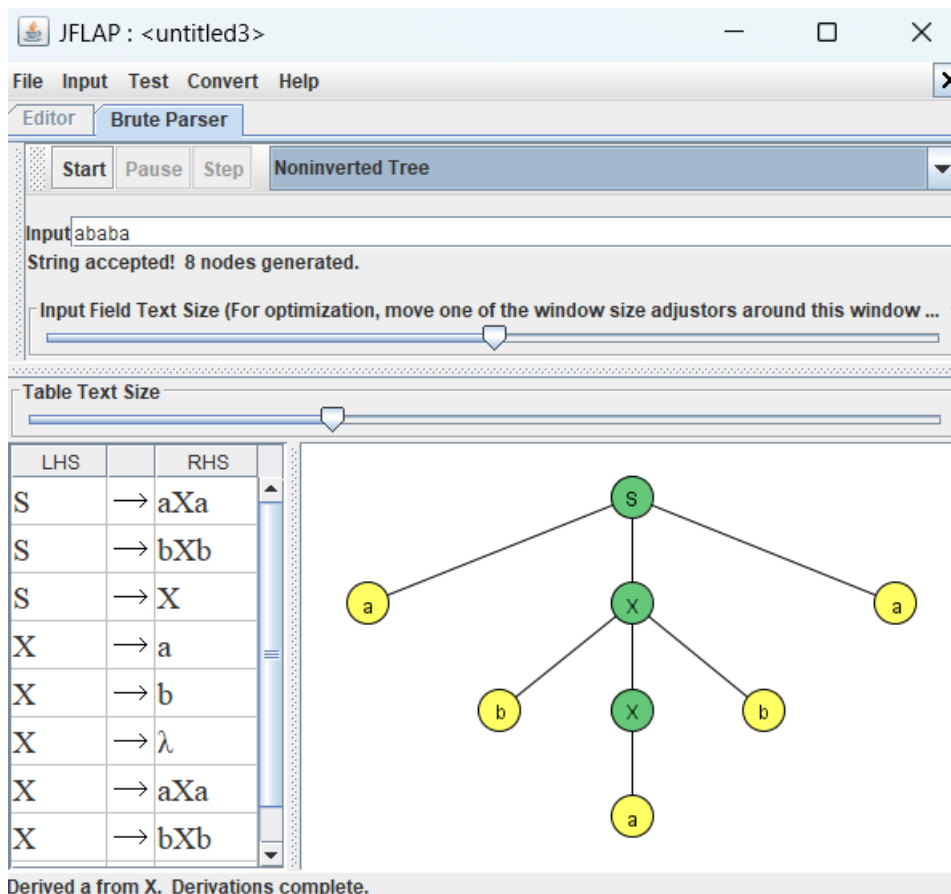 JFLAP : <untitled3>
File Input Test Convert Help
Editor Brute Parser
Start Pause Step Noninverted Tree
Input ababa
String accepted! 8 nodes generated.
Input Field Text Size (For optimization, move one of the window size adjustors around this window ...
Table Text Size
LHS RHS
S → aXa
S → bXb
S → X
X → a
X → b
X → λ
X → aXa
X → bXb
S
a X a
b X b
a
Derived a from X. Derivations complete.